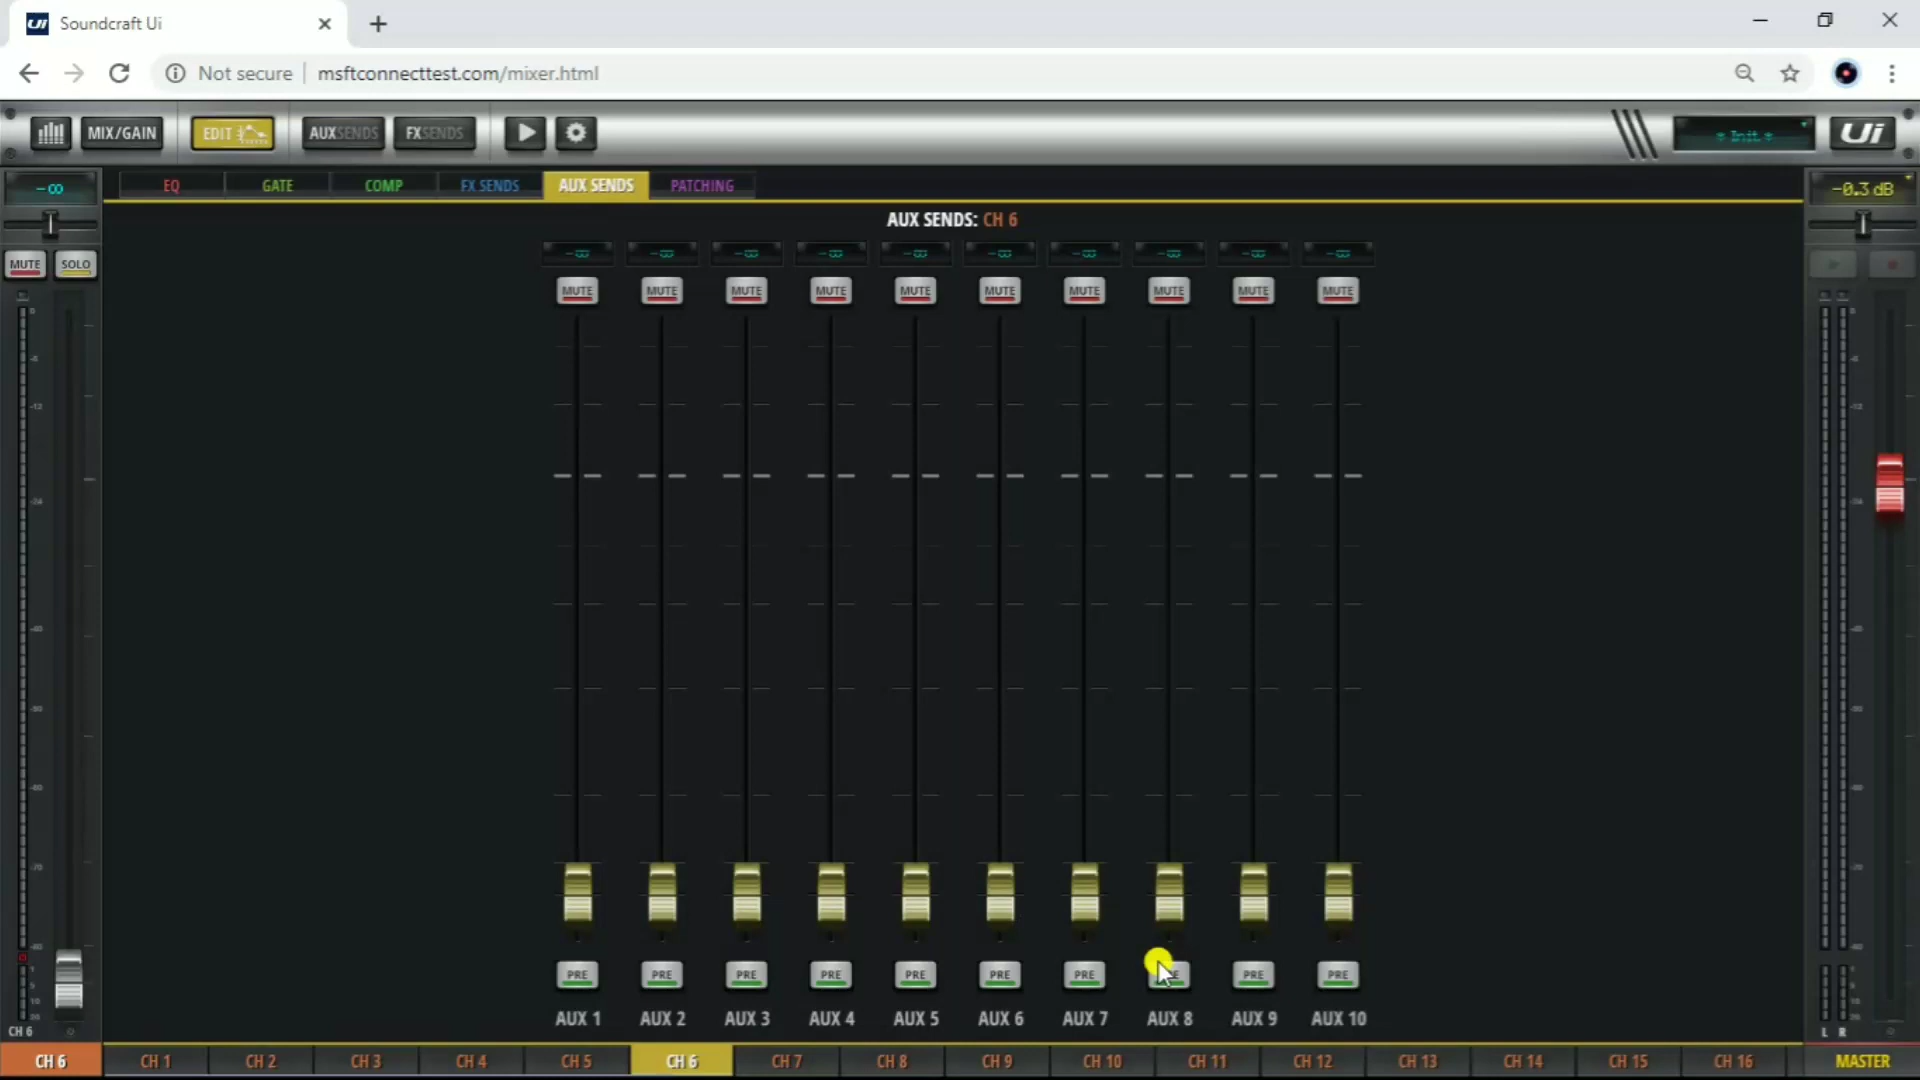 Soundcraft Ui
Not secure msftconnecttest.com/mixer.html
MIX/GAIN EDIT AUXSENDS FXSENDS * Init * Ui
-∞ EQ GATE COMP FX SENDS AUX SENDS PATCHING -0.3 dB
AUX SENDS: CH 6
-∞ -∞ -∞ -∞ -∞ -∞ -∞ -∞ -∞ -∞
MUTE SOLO
MUTE MUTE MUTE MUTE MUTE MUTE MUTE MUTE MUTE MUTE
PRE PRE PRE PRE PRE PRE PRE PRE PRE
AUX 1 AUX 2 AUX 3 AUX 4 AUX 5 AUX 6 AUX 7 AUX 8 AUX 9 AUX 10
CH 6 L R
CH 6 CH 1 CH 2 CH 3 CH 4 CH 5 CH 6 CH 7 CH 8 CH 9 CH 10 CH 11 CH 12 CH 13 CH 14 CH 15 CH 16 MASTER